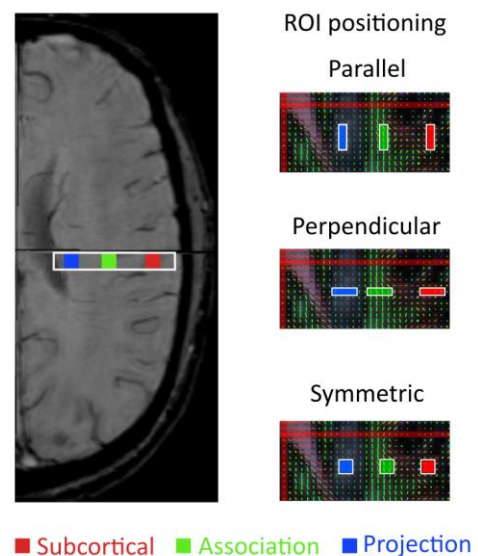 ROI positioning
Parallel
Perpendicular
Symmetric
Subcortical Association Projection